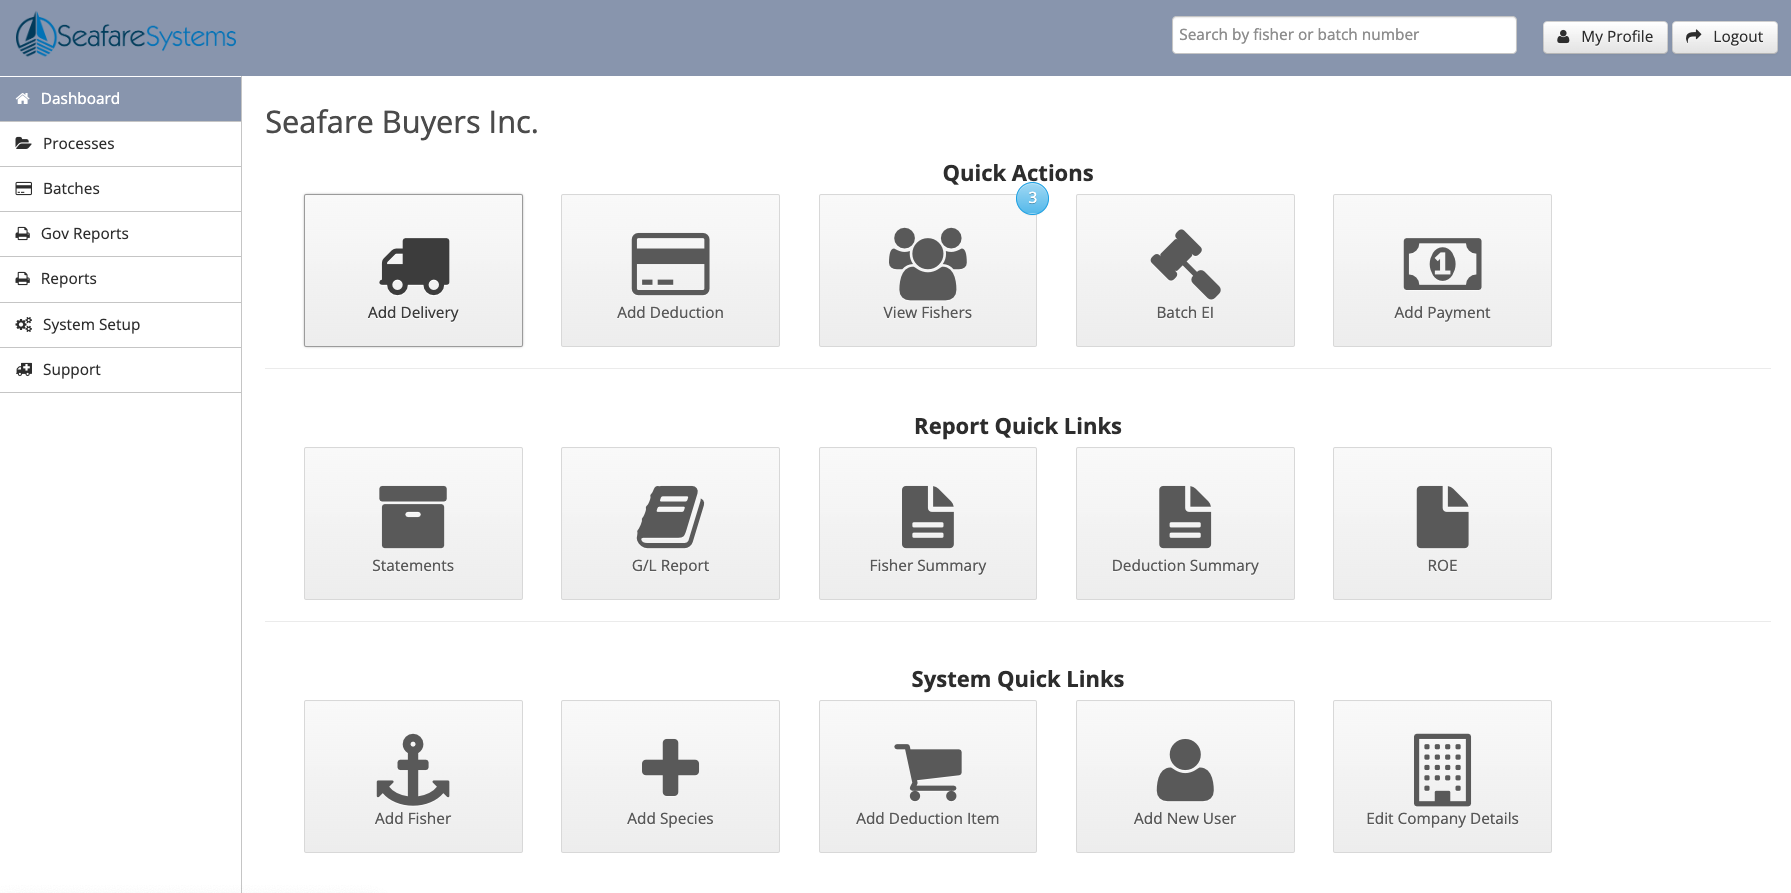 SeafareSystems
Search by fisher or batch number
My Profile
Logout
Dashboard
Processes
Batches
Gov Reports
Reports
System Setup
Support
Seafare Buyers Inc.
Quick Actions
3
Add Delivery
Add Deduction
View Fishers
Batch EI
1
Add Payment
Report Quick Links
Statements
G/L Report
Fisher Summary
Deduction Summary
ROE
System Quick Links
Add Fisher
Add Species
Add Deduction Item
Add New User
Edit Company Details